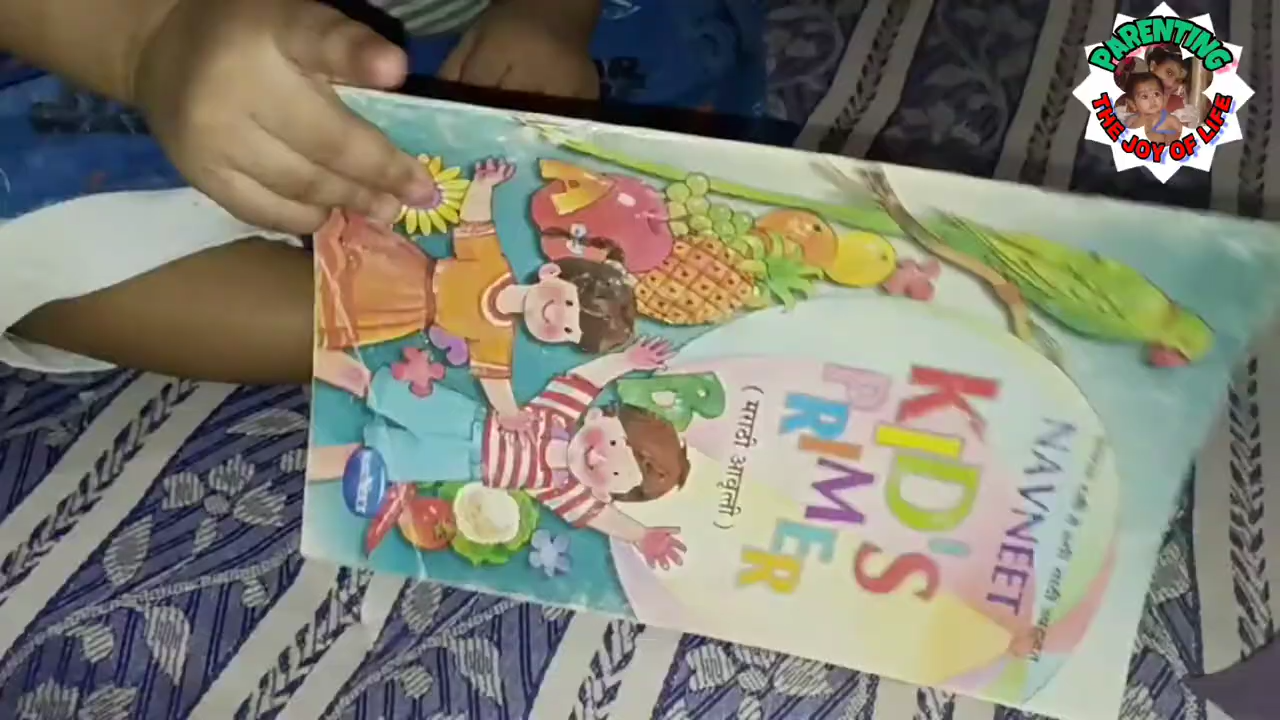 PARENTING
THE JOY OF LIFE
NAVNEET
KID'S
PRIMER
( मराठी आवृत्ती )
A
B